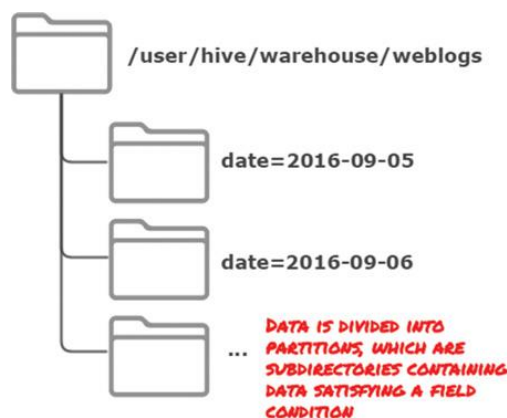 /user/hive/warehouse/weblogs
date=2016-09-05
date=2016-09-06
...
DATA IS DIVIDED INTO
PARTITIONS, WHICH ARE
SUBDIRECTORIES CONTAINING
DATA SATISFYING A FIELD
CONDITION